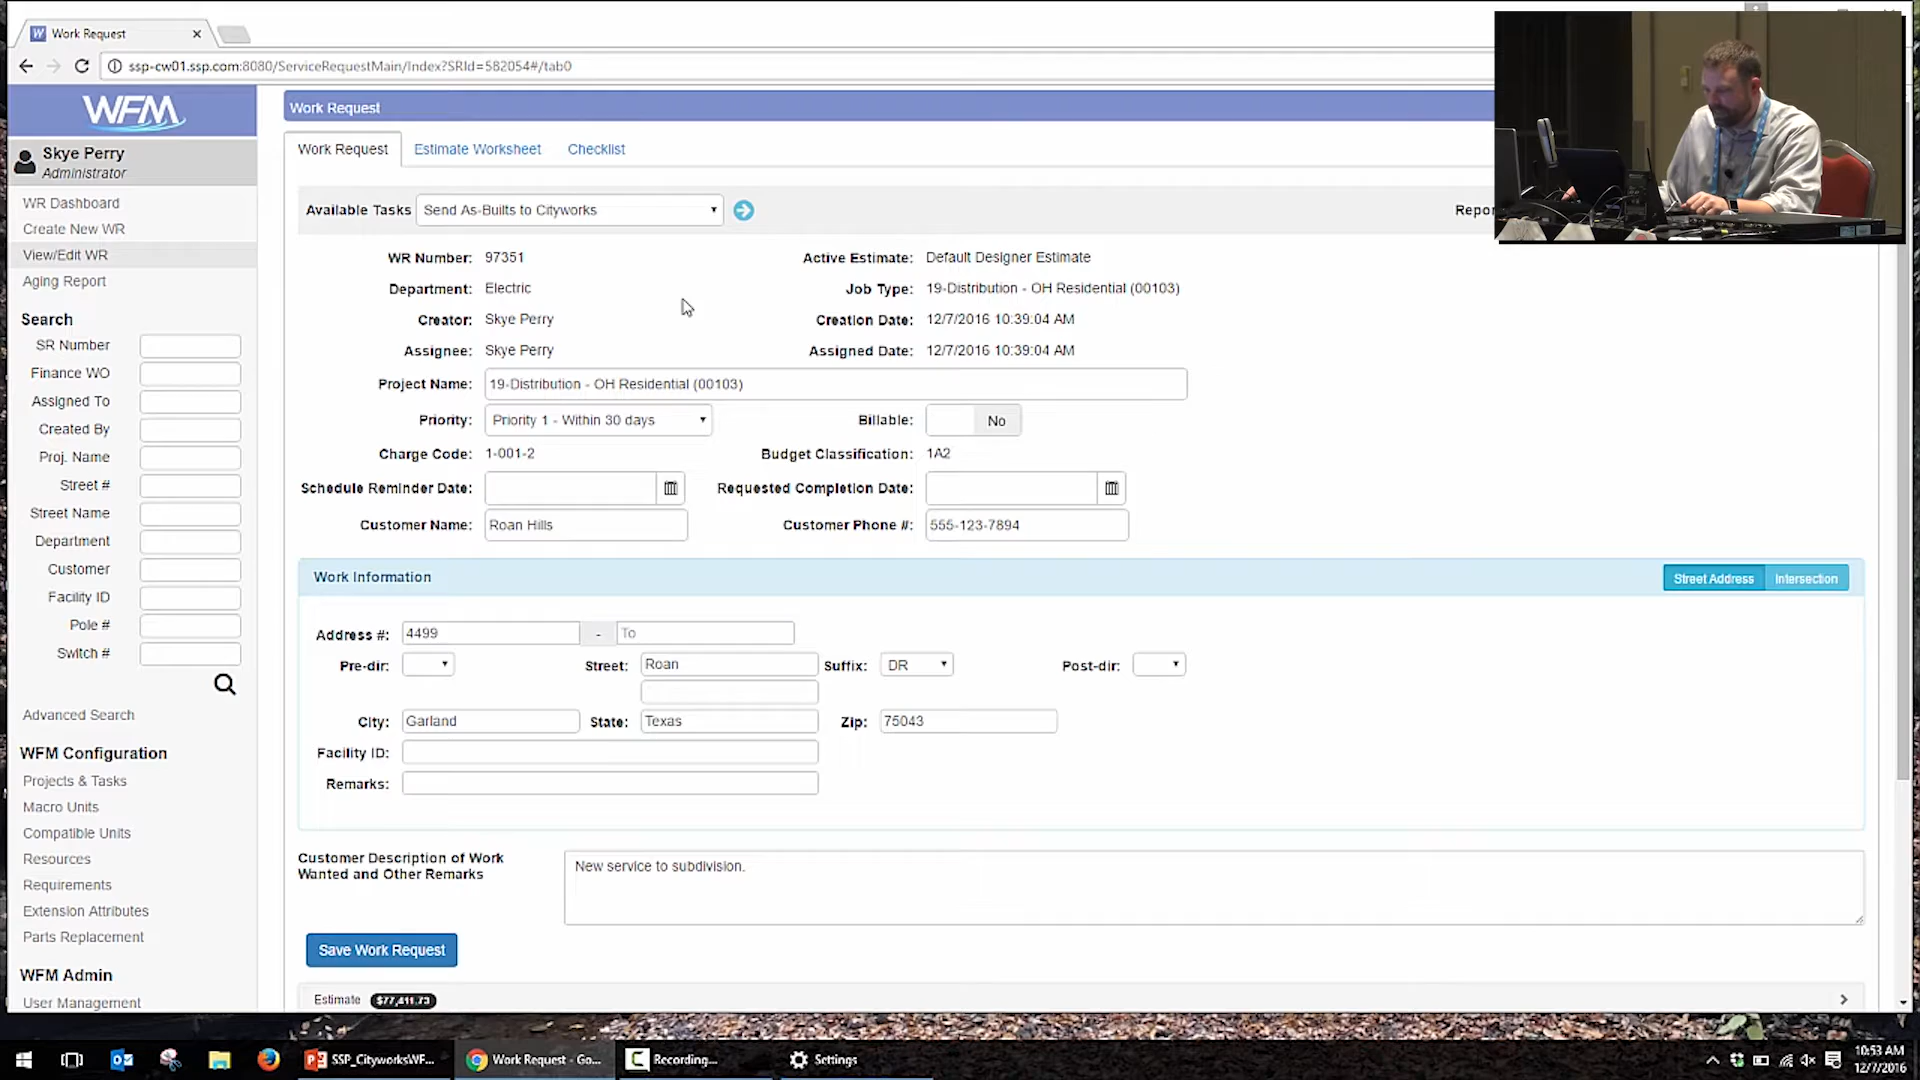 Work Request
ssp-cw01.ssp.com:8080/ServiceRequestMain/Index?SRId=582054#/tab0
WFM
Skye Perry
Administrator
WR Dashboard
Create New WR
View/Edit WR
Aging Report
Search
SR Number
Finance WO
Assigned To
Created By
Proj. Name
Street #
Street Name
Department
Customer
Facility ID
Pole #
Switch #
Advanced Search
WFM Configuration
Projects & Tasks
Macro Units
Compatible Units
Resources
Requirements
Extension Attributes
Parts Replacement
WFM Admin
User Management
Work Request
Work Request Estimate Worksheet Checklist
Available Tasks Send As-Builts to Cityworks
WR Number: 97351 Active Estimate: Default Designer Estimate
Department: Electric Job Type: 19-Distribution - OH Residential (00103)
Creator: Skye Perry Creation Date: 12/7/2016 10:39:04 AM
Assignee: Skye Perry Assigned Date: 12/7/2016 10:39:04 AM
Project Name: 19-Distribution - OH Residential (00103)
Priority: Priority 1 - Within 30 days Billable: No
Charge Code: 1-001-2 Budget Classification: 1A2
Schedule Reminder Date: Requested Completion Date:
Customer Name: Roan Hills Customer Phone #: 555-123-7894
Work Information Street Address Intersection
Address #: 4499 - To
Pre-dir: Street: Roan Suffix: DR Post-dir:
City: Garland State: Texas Zip: 75043
Facility ID:
Remarks:
Customer Description of Work
Wanted and Other Remarks
New service to subdivision.
Save Work Request
Estimate $77,411.73
SSP_CityworksWF... Work Request - Go... Recording... Settings
10:53 AM
12/7/2016